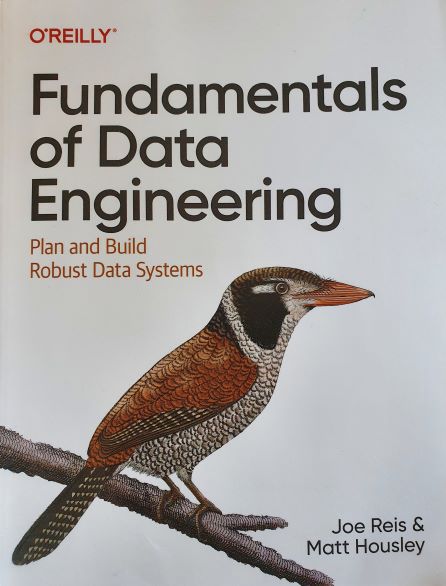 O'REILLY®
Fundamentals
of Data
Engineering
Plan and Build
Robust Data Systems
Joe Reis &
Matt Housley